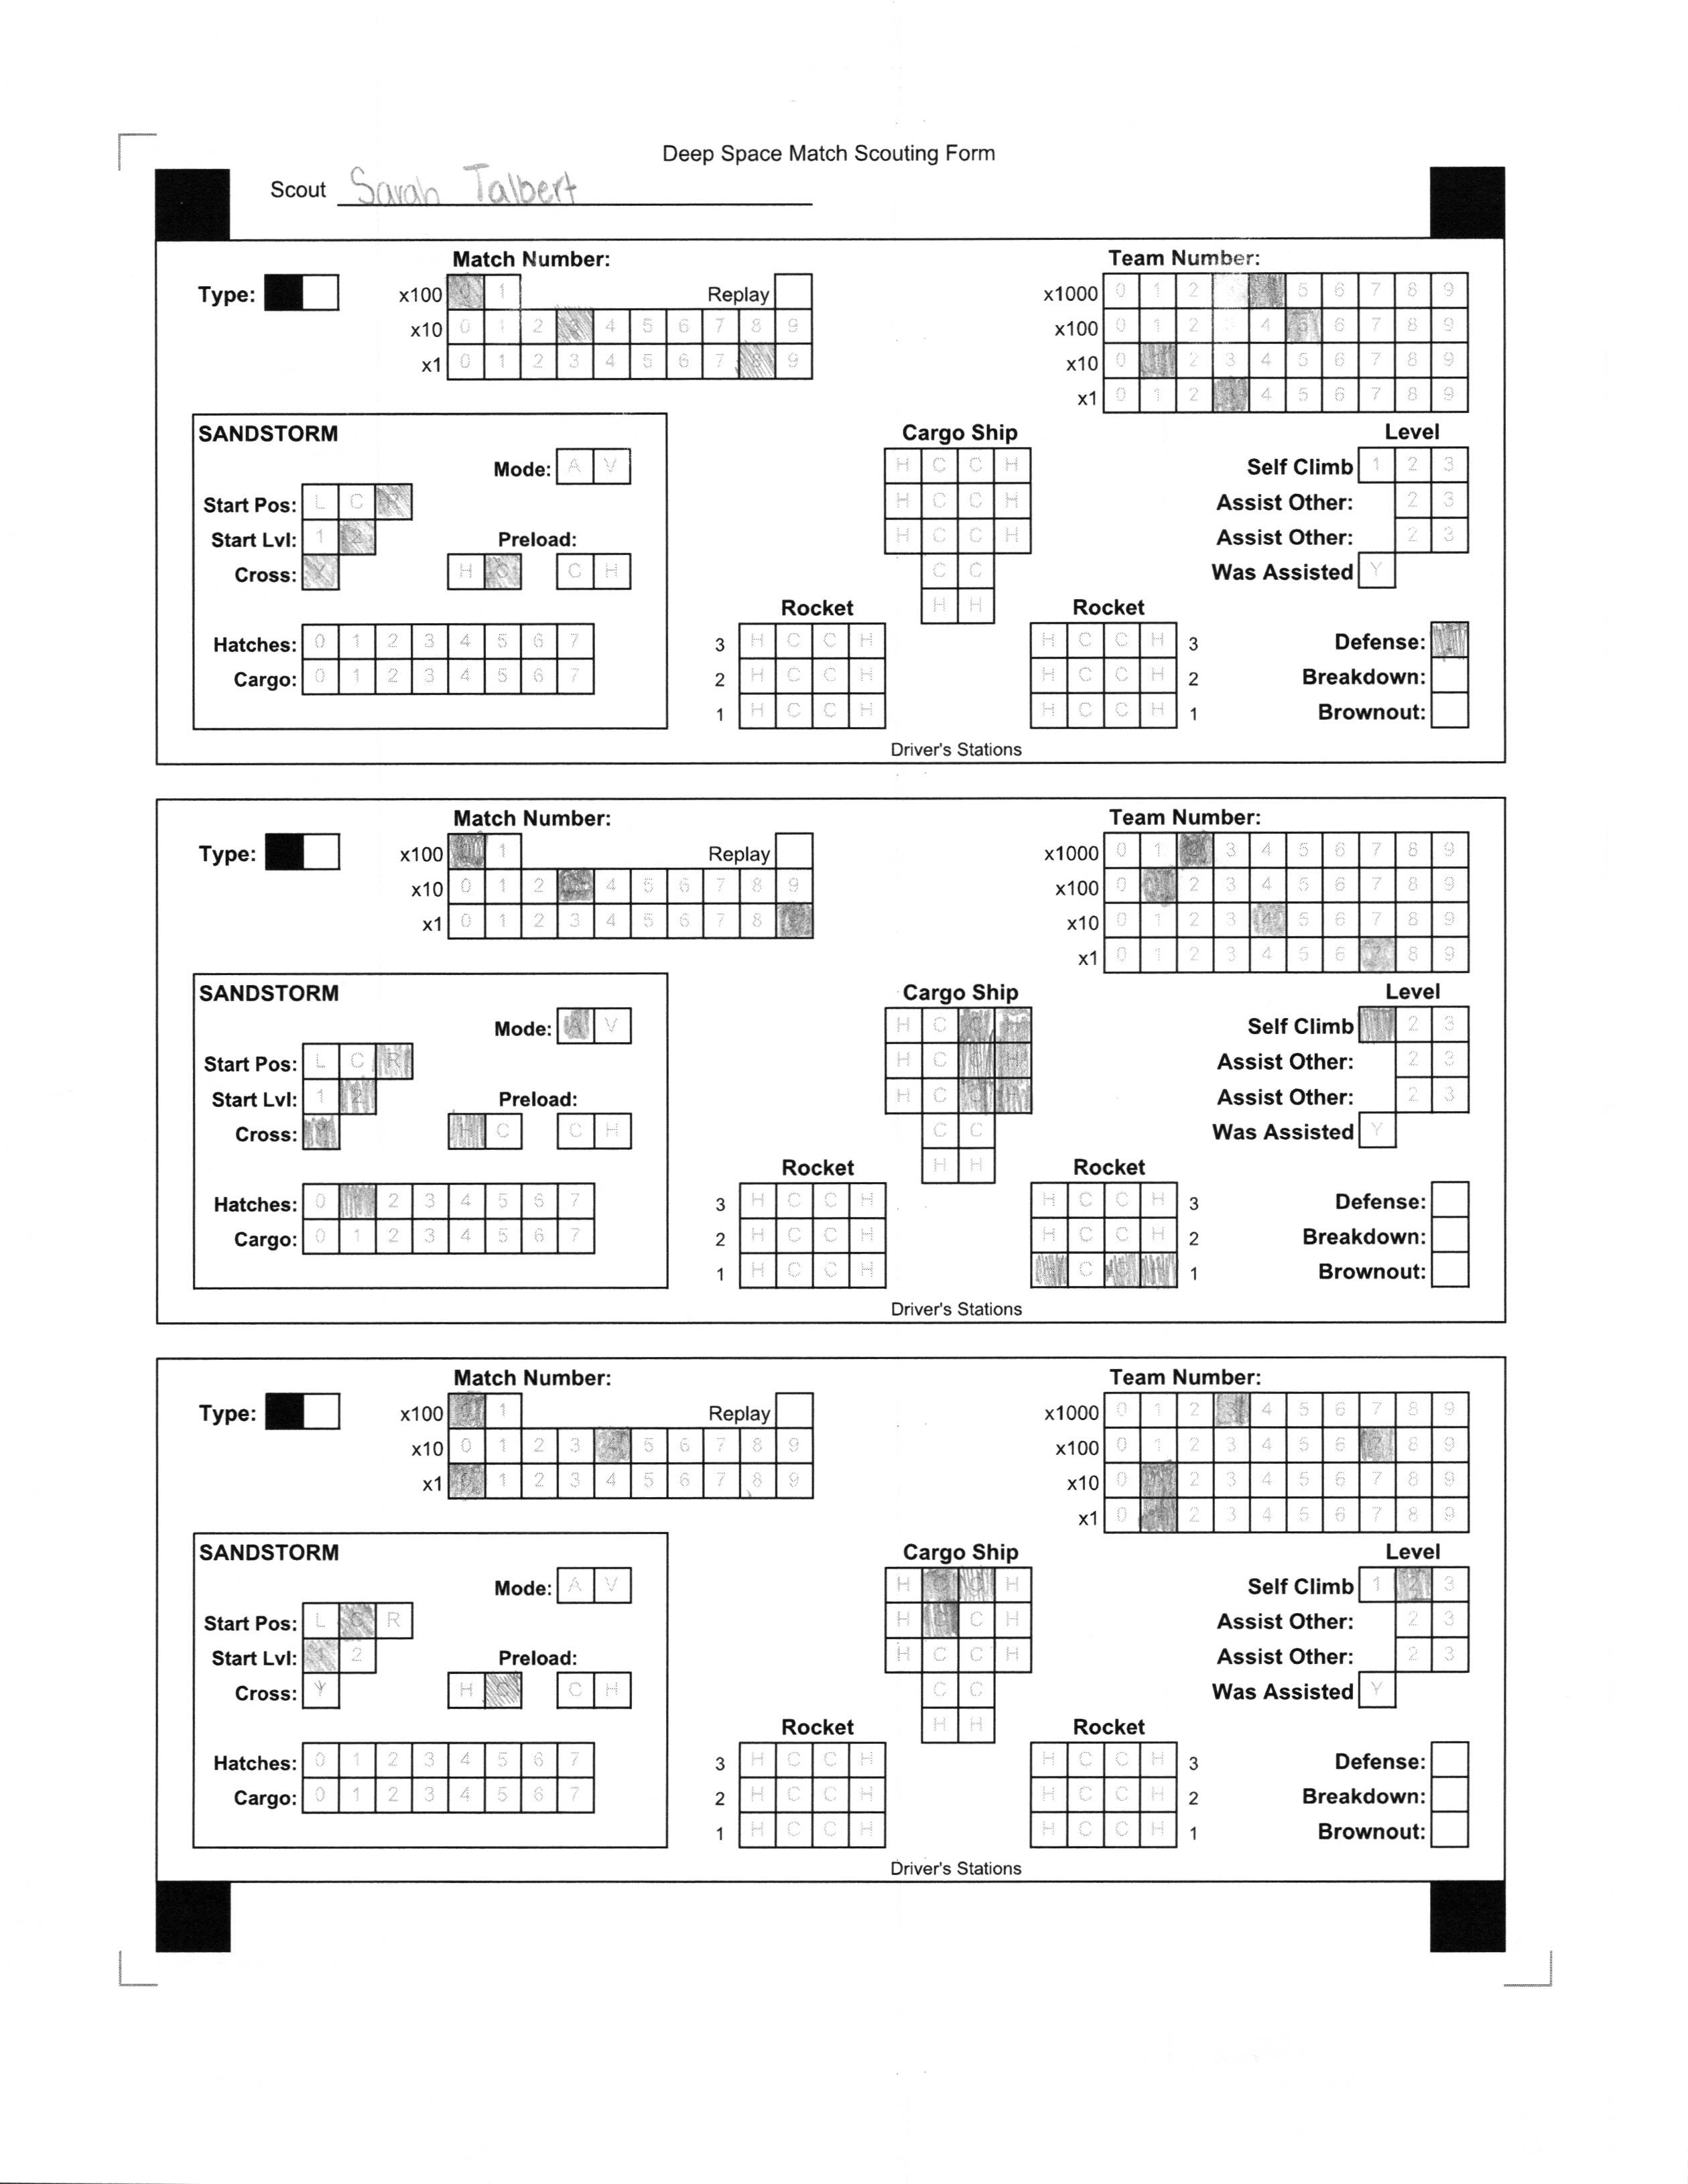 Deep Space Match Scouting Form
Scout Sarah Talbert
Match Number: Team Number:
Type: x100 0 1 Replay x1000 0 1 2 3 4 5 6 7 8 9
x10 0 1 2 3 4 5 6 7 8 9 x100 0 1 2 3 4 5 6 7 8 9
x1 0 1 2 3 4 5 6 7 8 9 x10 0 1 2 3 4 5 6 7 8 9
x1 0 1 2 3 4 5 6 7 8 9
SANDSTORM Cargo Ship Level
Mode: A V H C C H Self Climb 1 2 3
Start Pos: L C R H C C H Assist Other: 2 3
Start Lvl: 1 2 Preload: H C C H Assist Other: 2 3
Cross: Y H C C H C C Was Assisted Y
H H
Rocket Rocket
Hatches: 0 1 2 3 4 5 6 7 3 H C C H H C C H 3 Defense:
Cargo: 0 1 2 3 4 5 6 7 2 H C C H H C C H 2 Breakdown:
1 H C C H H C C H 1 Brownout:
Driver's Stations
Match Number: Team Number:
Type: x100 0 1 Replay x1000 0 1 2 3 4 5 6 7 8 9
x10 0 1 2 3 4 5 6 7 8 9 x100 0 1 2 3 4 5 6 7 8 9
x1 0 1 2 3 4 5 6 7 8 9 x10 0 1 2 3 4 5 6 7 8 9
x1 0 1 2 3 4 5 6 7 8 9
SANDSTORM Cargo Ship Level
Mode: A V H C C H Self Climb 1 2 3
Start Pos: L C R H C C H Assist Other: 2 3
Start Lvl: 1 2 Preload: H C C H Assist Other: 2 3
Cross: Y H C C H C C Was Assisted Y
H H
Rocket Rocket
Hatches: 0 1 2 3 4 5 6 7 3 H C C H H C C H 3 Defense:
Cargo: 0 1 2 3 4 5 6 7 2 H C C H H C C H 2 Breakdown:
1 H C C H H C C H 1 Brownout:
Driver's Stations
Match Number: Team Number:
Type: x100 0 1 Replay x1000 0 1 2 3 4 5 6 7 8 9
x10 0 1 2 3 4 5 6 7 8 9 x100 0 1 2 3 4 5 6 7 8 9
x1 0 1 2 3 4 5 6 7 8 9 x10 0 1 2 3 4 5 6 7 8 9
x1 0 1 2 3 4 5 6 7 8 9
SANDSTORM Cargo Ship Level
Mode: A V H C C H Self Climb 1 2 3
Start Pos: L C R H C C H Assist Other: 2 3
Start Lvl: 1 2 Preload: H C C H Assist Other: 2 3
Cross: Y H C C H C C Was Assisted Y
H H
Rocket Rocket
Hatches: 0 1 2 3 4 5 6 7 3 H C C H H C C H 3 Defense:
Cargo: 0 1 2 3 4 5 6 7 2 H C C H H C C H 2 Breakdown:
1 H C C H H C C H 1 Brownout:
Driver's Stations